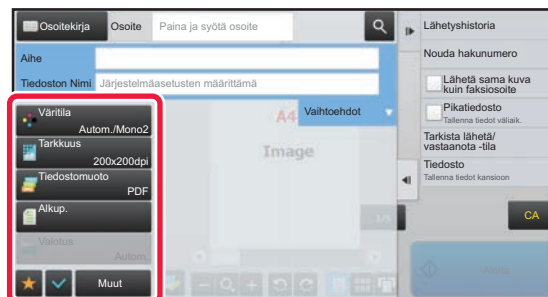 Osoitekirja Osoite Paina ja syötä osoite
Aihe
Tiedoston Nimi Järjestelmäasetusten määrittämä
Väritila
Autom./Mono2
Tarkkuus
200x200dpi
Tiedostomuoto
PDF
Alkup.
Valotus
Autom.
Muut
A4
Vaihtoehdot
Image
1/5
Lähetyshistoria
Nouda hakunumero
Lähetä sama kuva
kuin faksiosoite
Pikatiedosto
Tallenna tiedot väliaik.
Tarkista lähetä/
vastaanota -tila
Tiedosto
Tallenna tiedot kansioon
CA